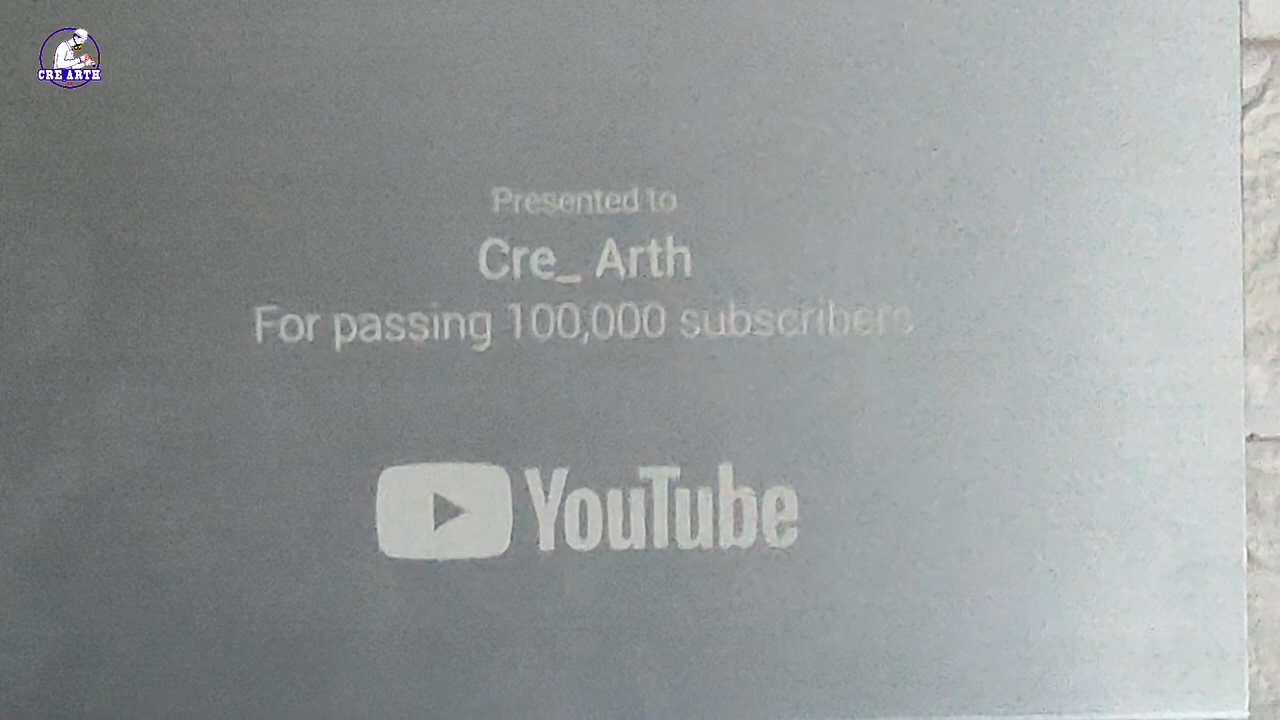 CRE ARTH
Presented to
Cre_ Arth
For passing 100,000 subscribers
YouTube